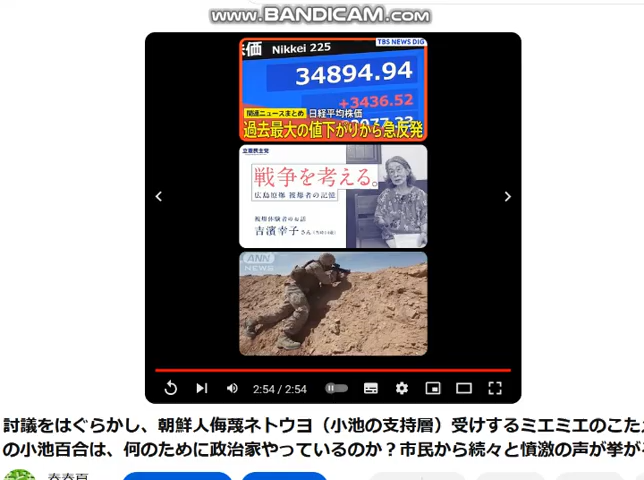 www.BANDICAM.com
株価 Nikkei 225
TBS NEWS DIG
34894.94
+3436.52
関連ニュースまとめ 日経平均株価
過去最大の値下がりから急反発
立憲民主党
戦争を考える。
広島原爆 被爆者の記憶
被爆体験者のお話
吉濱幸子さん
ANN
NEWS
2:54 / 2:54
討議をはぐらかし、朝鮮人侮蔑ネトウヨ（小池の支持層）受けするミエミエのこた
の小池百合は、何のために政治家やっているのか？市民から続々と憤激の声が挙が